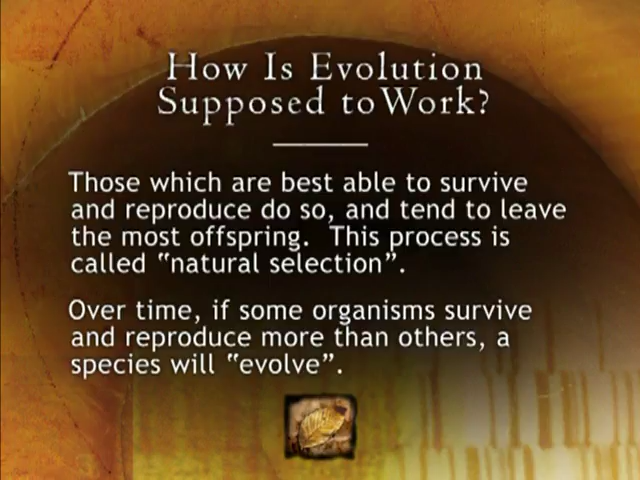 How Is Evolution
Supposed to Work?
Those which are best able to survive
and reproduce do so, and tend to leave
the most offspring. This process is
called “natural selection”.
Over time, if some organisms survive
and reproduce more than others, a
species will “evolve”.